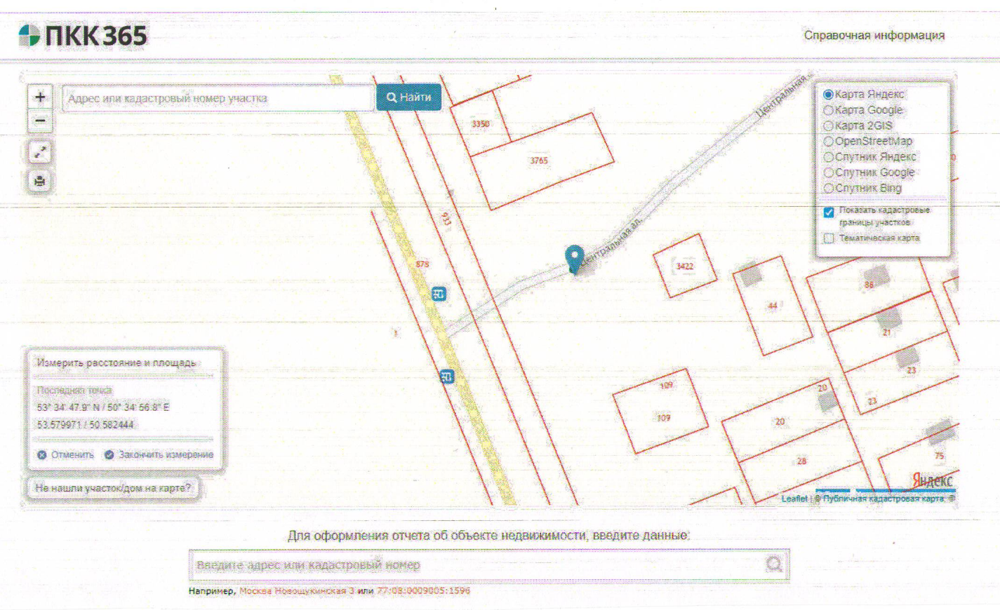 ПКК 365
Справочная информация
+
Адрес или кадастровый номер участка
Найти
−
Центральная
Карта Яндекс
Карта Google
Карта 2GIS
OpenStreetMap
Спутник Яндекс
Спутник Google
Спутник Bing
Показать кадастровые
границы участков
Тематическая карта
3350
3765
933
Центральная ал.
878
3422
44
86
21
23
23
109
109
20
20
28
75
Измерить расстояние и площадь
Последняя точка
53° 34' 47.9" N / 50° 34' 56.8" E
53.579971 / 50.582444
Отменить
Закончить измерение
Не нашли участок/дом на карте?
Яндекс
Leaflet | © Публичная кадастровая карта, ©
Для оформления отчета об объекте недвижимости, введите данные:
Введите адрес или кадастровый номер
Например, Москва Новощукинская 3 или 77:08:0009005:1596